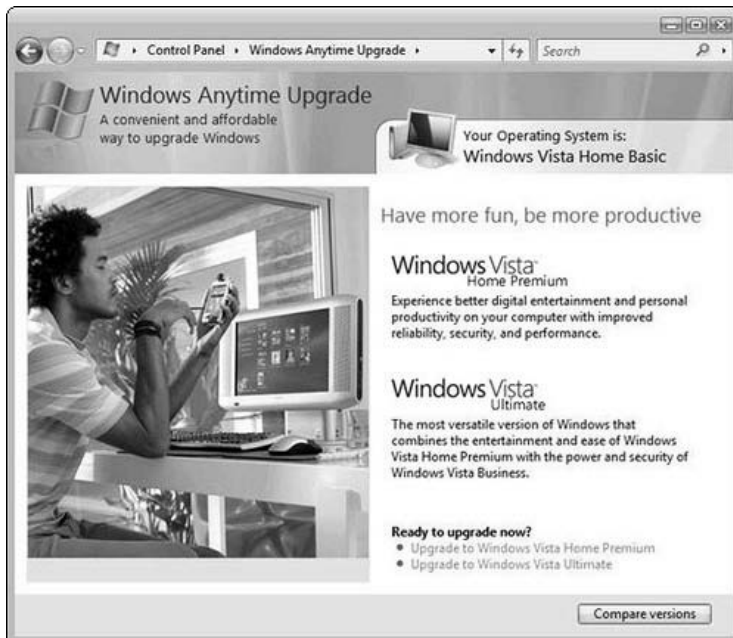 Control Panel
Windows Anytime Upgrade
Search
Windows Anytime Upgrade
A convenient and affordable
way to upgrade Windows
Your Operating System is:
Windows Vista Home Basic
Have more fun, be more productive
Windows Vista™
Home Premium
Experience better digital entertainment and personal
productivity on your computer with improved
reliability, security, and performance.
Windows Vista™
Ultimate
The most versatile version of Windows that
combines the entertainment and ease of Windows
Vista Home Premium with the power and security of
Windows Vista Business.
Ready to upgrade now?
• Upgrade to Windows Vista Home Premium
• Upgrade to Windows Vista Ultimate
Compare versions